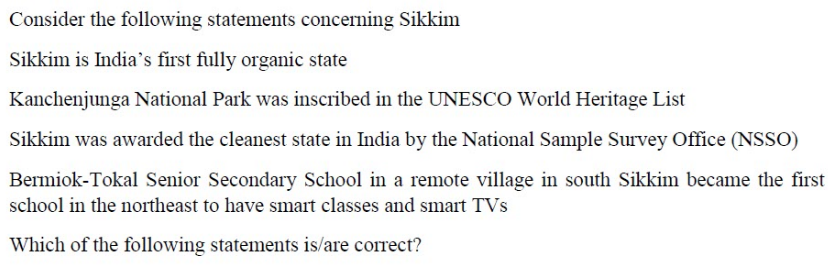 Consider the following statements concerning Sikkim
Sikkim is India’s first fully organic state
Kanchenjunga National Park was inscribed in the UNESCO World Heritage List
Sikkim was awarded the cleanest state in India by the National Sample Survey Office (NSSO)
Bermiok-Tokal Senior Secondary School in a remote village in south Sikkim became the first
school in the northeast to have smart classes and smart TVs
Which of the following statements is/are correct?